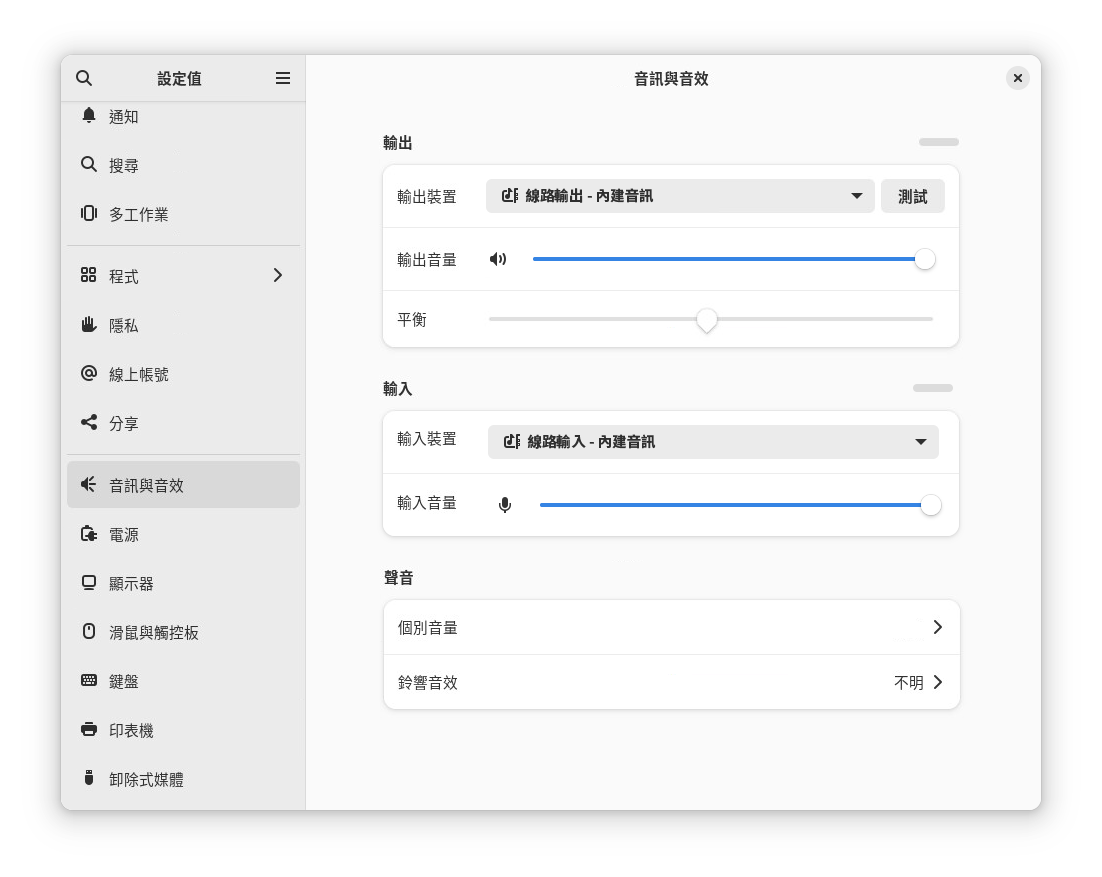 設定值
通知
搜尋
多工作業
程式
隱私
線上帳號
分享
音訊與音效
電源
顯示器
滑鼠與觸控板
鍵盤
印表機
卸除式媒體
音訊與音效
輸出
輸出裝置 線路輸出 - 內建音訊 測試
輸出音量
平衡
輸入
輸入裝置 線路輸入 - 內建音訊
輸入音量
聲音
個別音量
鈴響音效 不明